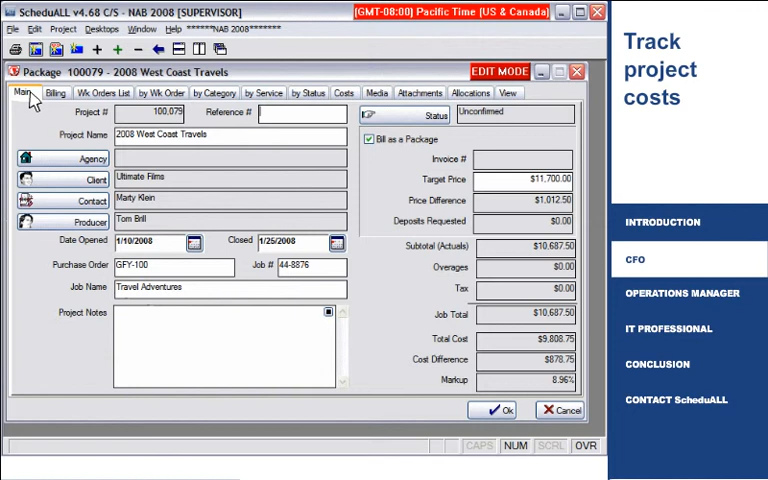 ScheduALL v4.68 C/S - NAB 2008 [SUPERVISOR]
[GMT-08:00] Pacific Time (US & Canada)
File Edit Project Desktops Window Help *******NAB 2008*******
Package 100079 - 2008 West Coast Travels
EDIT MODE
Main Billing Wk Orders List by Wk Order by Category by Service by Status Costs Media Attachments Allocations View
Project # 100,079 Reference #
Project Name 2008 West Coast Travels
Agency
Client Ultimate Films
Contact Marty Klein
Producer Tom Brill
Date Opened 1/10/2008 Closed 1/25/2008
Purchase Order GFY-100 Job # 44-8876
Job Name Travel Adventures
Project Notes
Status Unconfirmed
Bill as a Package
Invoice #
Target Price $11,700.00
Price Difference $1,012.50
Deposits Requested $0.00
Subtotal (Actuals) $10,687.50
Overages $0.00
Tax $0.00
Job Total $10,687.50
Total Cost $9,808.75
Cost Difference $878.75
Markup 8.96%
Ok Cancel
CAPS NUM SCRL OVR
Track
project
costs
INTRODUCTION
CFO
OPERATIONS MANAGER
IT PROFESSIONAL
CONCLUSION
CONTACT ScheduALL